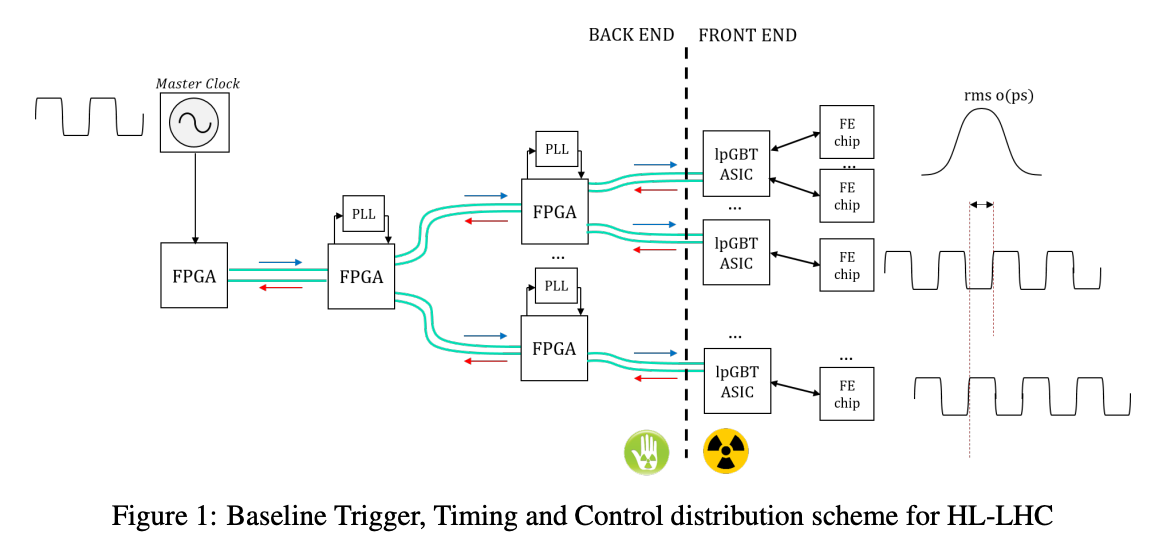 BACK END
FRONT END
Master Clock
rms o(ps)
FE
chip
...
FE
chip
PLL
lpGBT
ASIC
...
FPGA
PLL
lpGBT
ASIC
FE
chip
...
FPGA
FPGA
PLL
FPGA
...
...
lpGBT
ASIC
FE
chip
Figure 1: Baseline Trigger, Timing and Control distribution scheme for HL-LHC